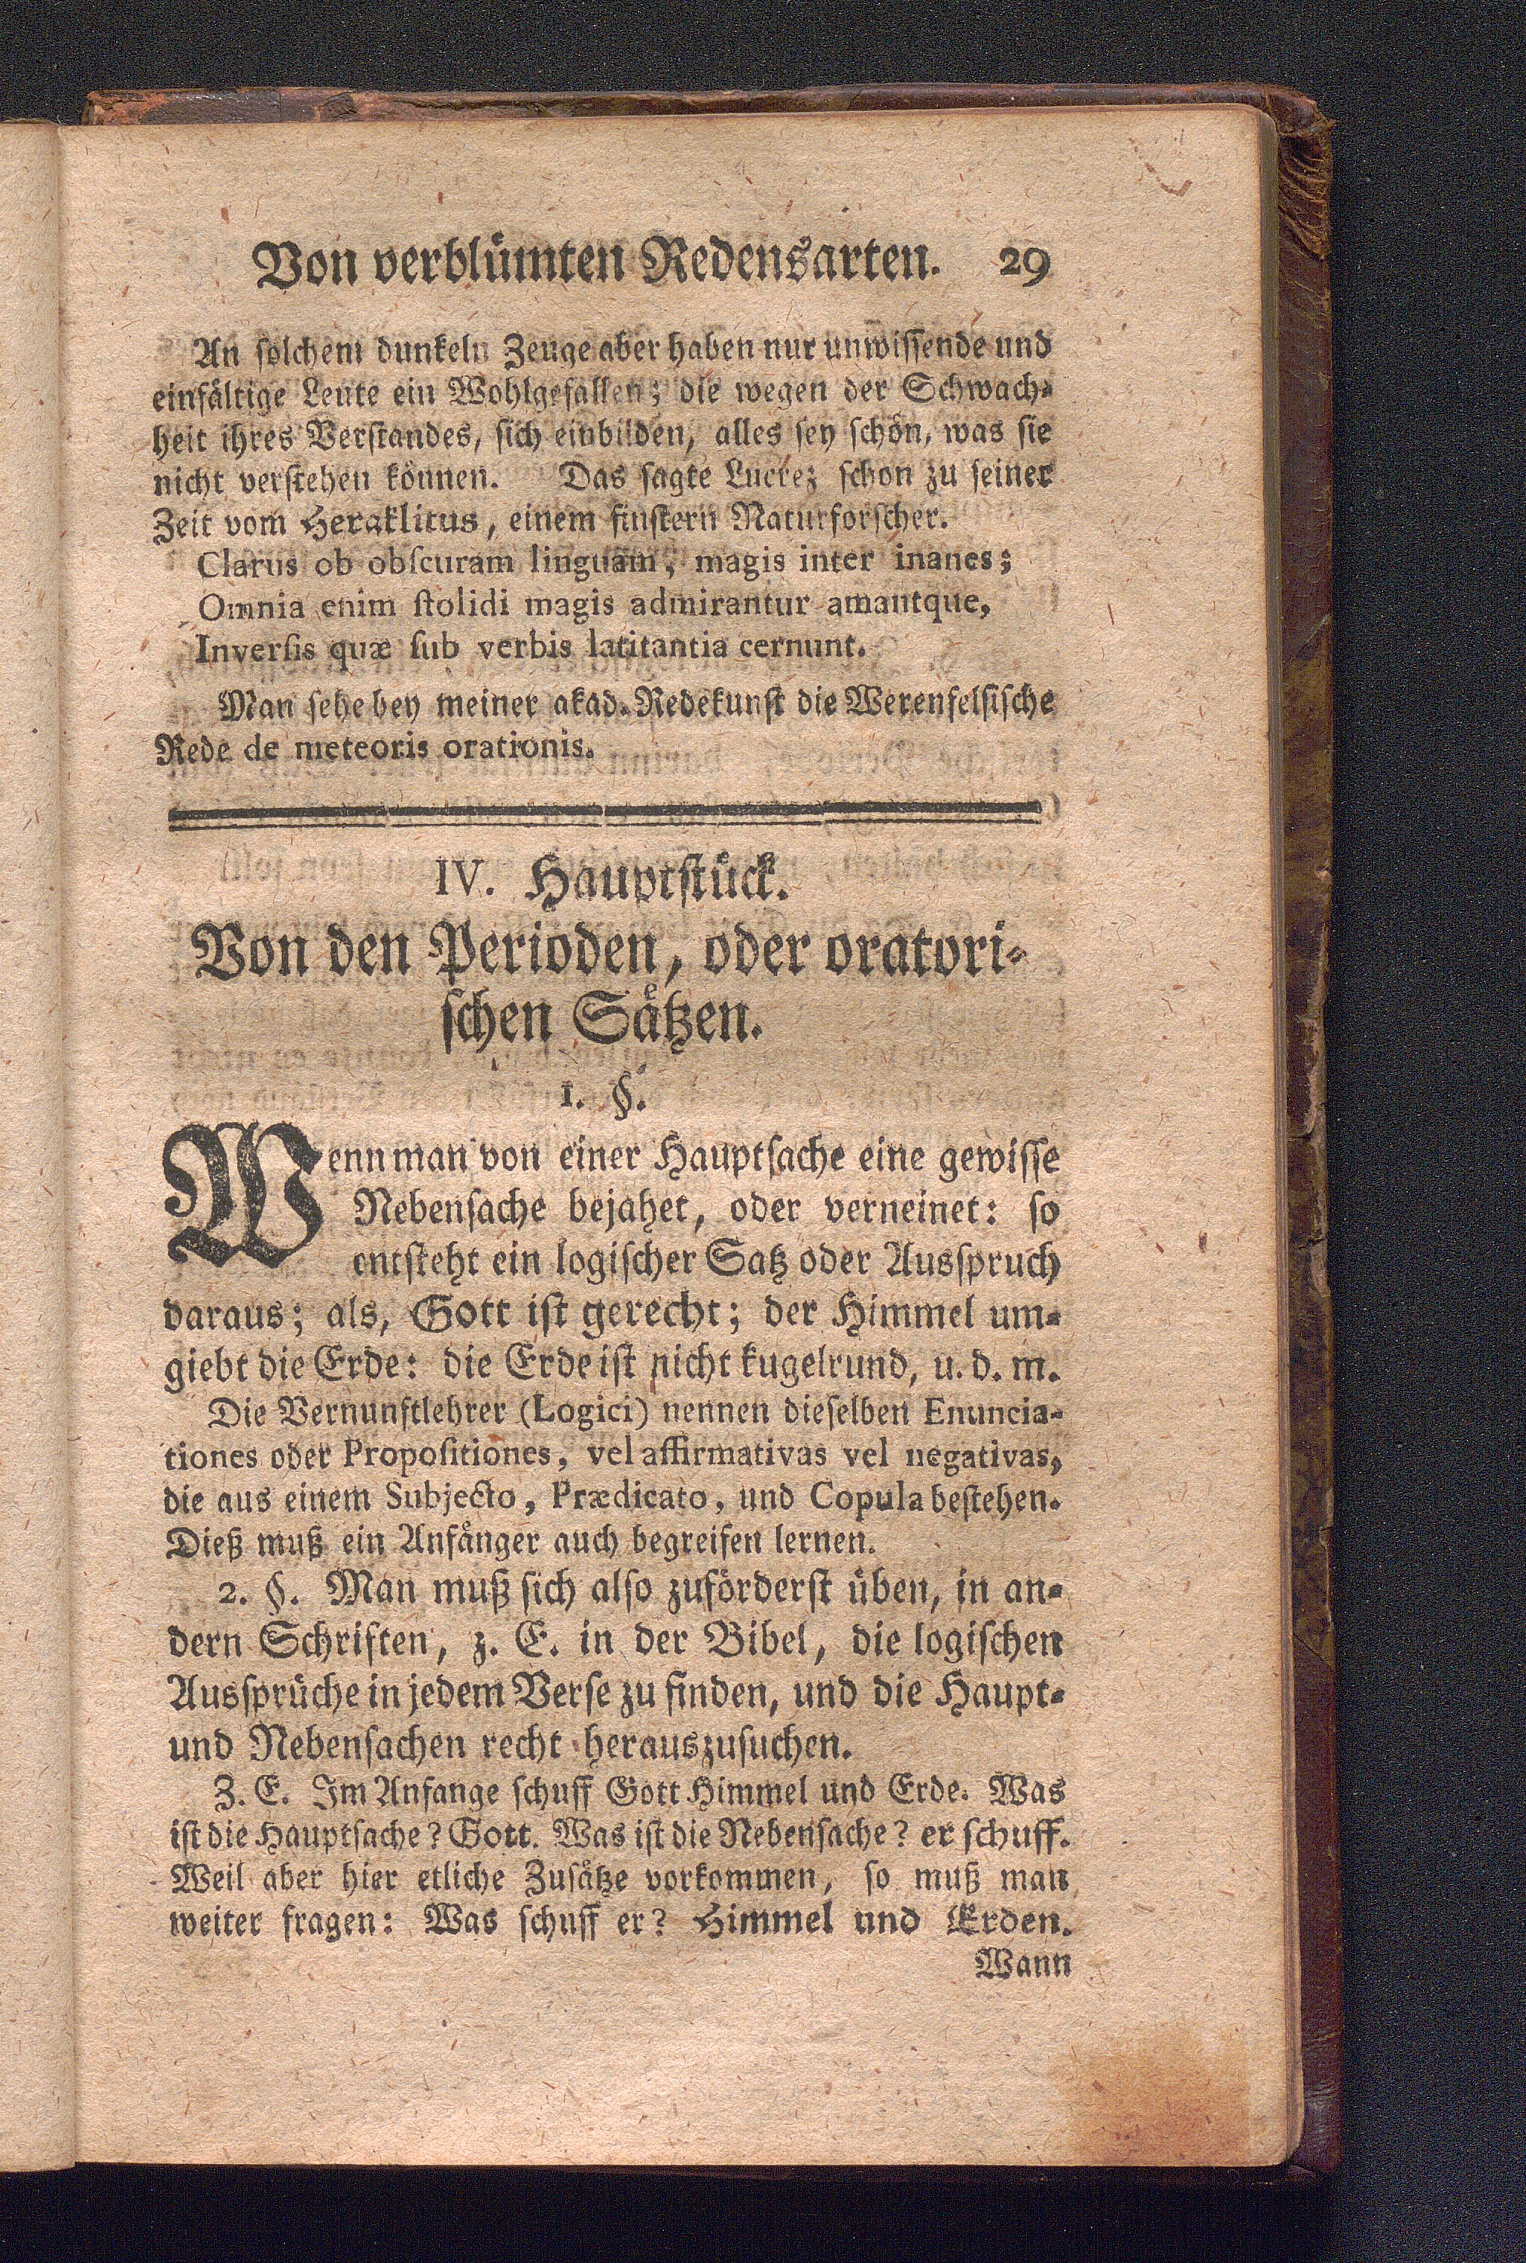 Von verblümten Redensarten. 29
An solchem dunkeln Zeuge aber haben nur unwissende und
einfältige Leute ein Wohlgefallen; die wegen der Schwach-
heit ihres Verstandes, sich einbilden, alles sey schön, was sie
nicht verstehen können. Das sagte Lucrez schon zu seiner
Zeit vom Heraklitus, einem finstern Naturforscher.
Clarus ob obſcuram linguam, magis inter inanes;
Omnia enim ſtolidi magis admirantur amantque,
Inverſis quæ ſub verbis latitantia cernunt.
Man sehe bey meiner akad. Redekunst die Werenfelsische
Rede de meteoris orationis.
IV. Hauptstück.
Von den Perioden, oder oratori-
schen Sätzen.
1. §.
Wenn man von einer Hauptsache eine gewisse
Nebensache bejahet, oder verneinet: so
entsteht ein logischer Satz oder Ausspruch
daraus; als, Gott ist gerecht; der Himmel um-
giebt die Erde: die Erde ist nicht kugelrund, u. d. m.
Die Vernunftlehrer (Logici) nennen dieselben Enuncia-
tiones oder Propoſitiones, vel affirmativas vel negativas,
die aus einem Subjecto, Prædicato, und Copula bestehen.
Dieß muß ein Anfänger auch begreifen lernen.
2. §. Man muß sich also zuförderst üben, in an-
dern Schriften, z. E. in der Bibel, die logischen
Aussprüche in jedem Verse zu finden, und die Haupt-
und Nebensachen recht herauszusuchen.
Z. E. Im Anfange schuff Gott Himmel und Erde. Was
ist die Hauptsache? Gott. Was ist die Nebensache? er schuff.
Weil aber hier etliche Zusätze vorkommen, so muß man
weiter fragen: Was schuff er? Himmel und Erden.
Wann